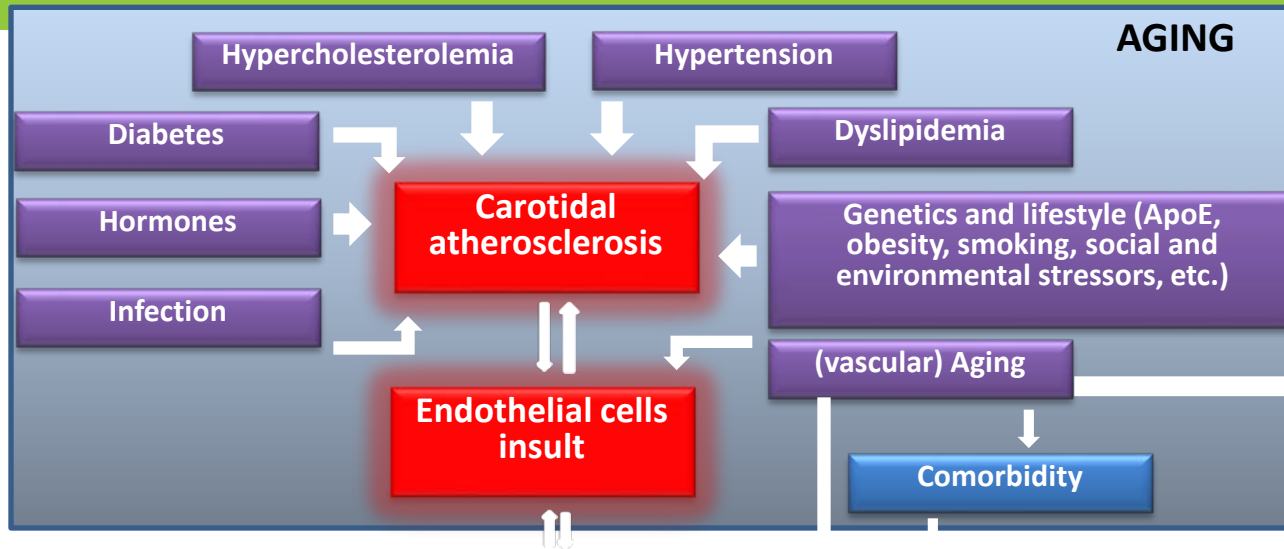 AGING
Hypercholesterolemia
Hypertension
Diabetes
Dyslipidemia
Hormones
Carotidal
atherosclerosis
Genetics and lifestyle (ApoE,
obesity, smoking, social and
environmental stressors, etc.)
Infection
(vascular) Aging
Endothelial cells
insult
Comorbidity